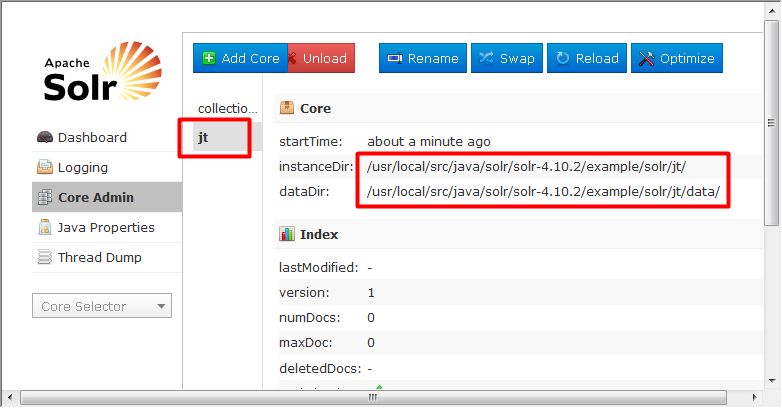 Apache
Solr
Add Core
Unload
Rename
Swap
Reload
Optimize
Dashboard
Logging
Core Admin
Java Properties
Thread Dump
Core Selector
collectio...
jt
Core
startTime: about a minute ago
instanceDir: /usr/local/src/java/solr/solr-4.10.2/example/solr/jt/
dataDir: /usr/local/src/java/solr/solr-4.10.2/example/solr/jt/data/
Index
lastModified: -
version: 1
numDocs: 0
maxDoc: 0
deletedDocs: -